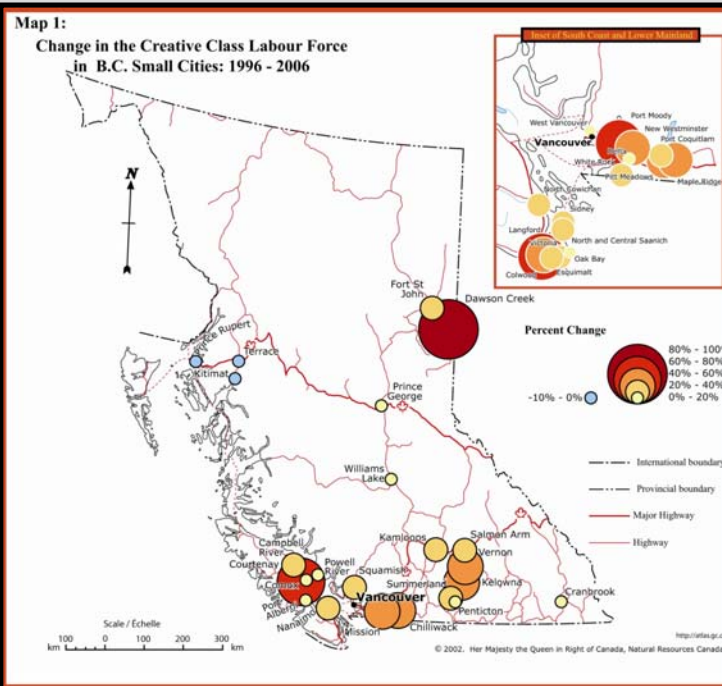 Map 1:
Change in the Creative Class Labour Force
in B.C. Small Cities: 1996 - 2006
Inset of South Coast and Lower Mainland
Port Moody
West Vancouver
New Westminster
Port Coquitlam
Vancouver
Delta
White Rock
Pitt Meadows
Maple Ridge
North Cowichan
Sidney
Langford
North and Central Saanich
Victoria
Oak Bay
Esquimalt
Colwood
N
Fort St
John
Dawson Creek
Prince Rupert
Terrace
Kitimat
Prince
George
Williams
Lake
Percent Change
80% - 100%
60% - 80%
40% - 60%
20% - 40%
-10% - 0%
0% - 20%
International boundary
Provincial boundary
Major Highway
Highway
Kamloops
Salmon Arm
Vernon
Campbell
River
Courtenay
Powell
River
Comox
Squamish
Summerland
Kelowna
Port
Alberni
Vancouver
Cranbrook
Penticton
Nanaimo
Mission
Chilliwack
Scale / Échelle
100 0 100 200 300
km km
http://atlas.gc.c
© 2002. Her Majesty the Queen in Right of Canada, Natural Resources Canada